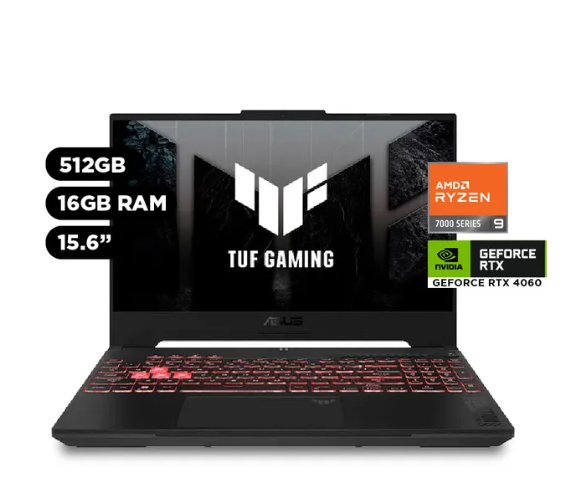 512GB
16GB RAM
15.6”
TUF GAMING
ASUS
AMD
RYZEN
7000 SERIES 9
NVIDIA
GEFORCE
RTX
GEFORCE RTX 4060